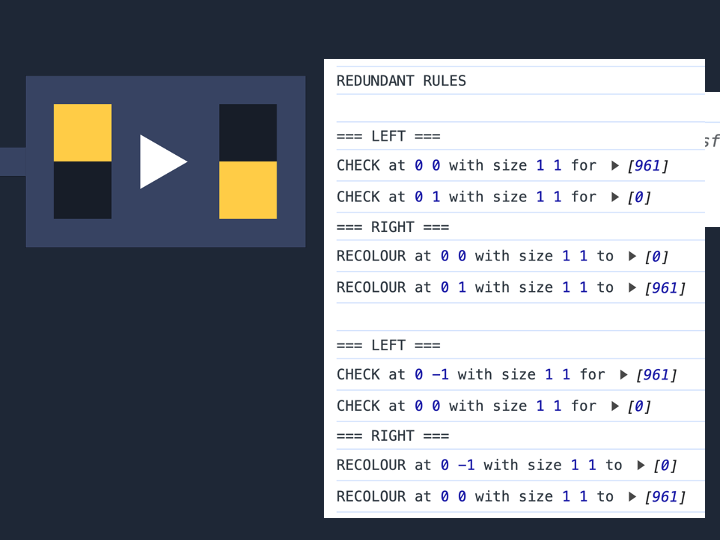 REDUNDANT RULES
=== LEFT ===
CHECK at 0 0 with size 1 1 for ▶ [961]
CHECK at 0 1 with size 1 1 for ▶ [0]
=== RIGHT ===
RECOLOUR at 0 0 with size 1 1 to ▶ [0]
RECOLOUR at 0 1 with size 1 1 to ▶ [961]
=== LEFT ===
CHECK at 0 -1 with size 1 1 for ▶ [961]
CHECK at 0 0 with size 1 1 for ▶ [0]
=== RIGHT ===
RECOLOUR at 0 -1 with size 1 1 to ▶ [0]
RECOLOUR at 0 0 with size 1 1 to ▶ [961]